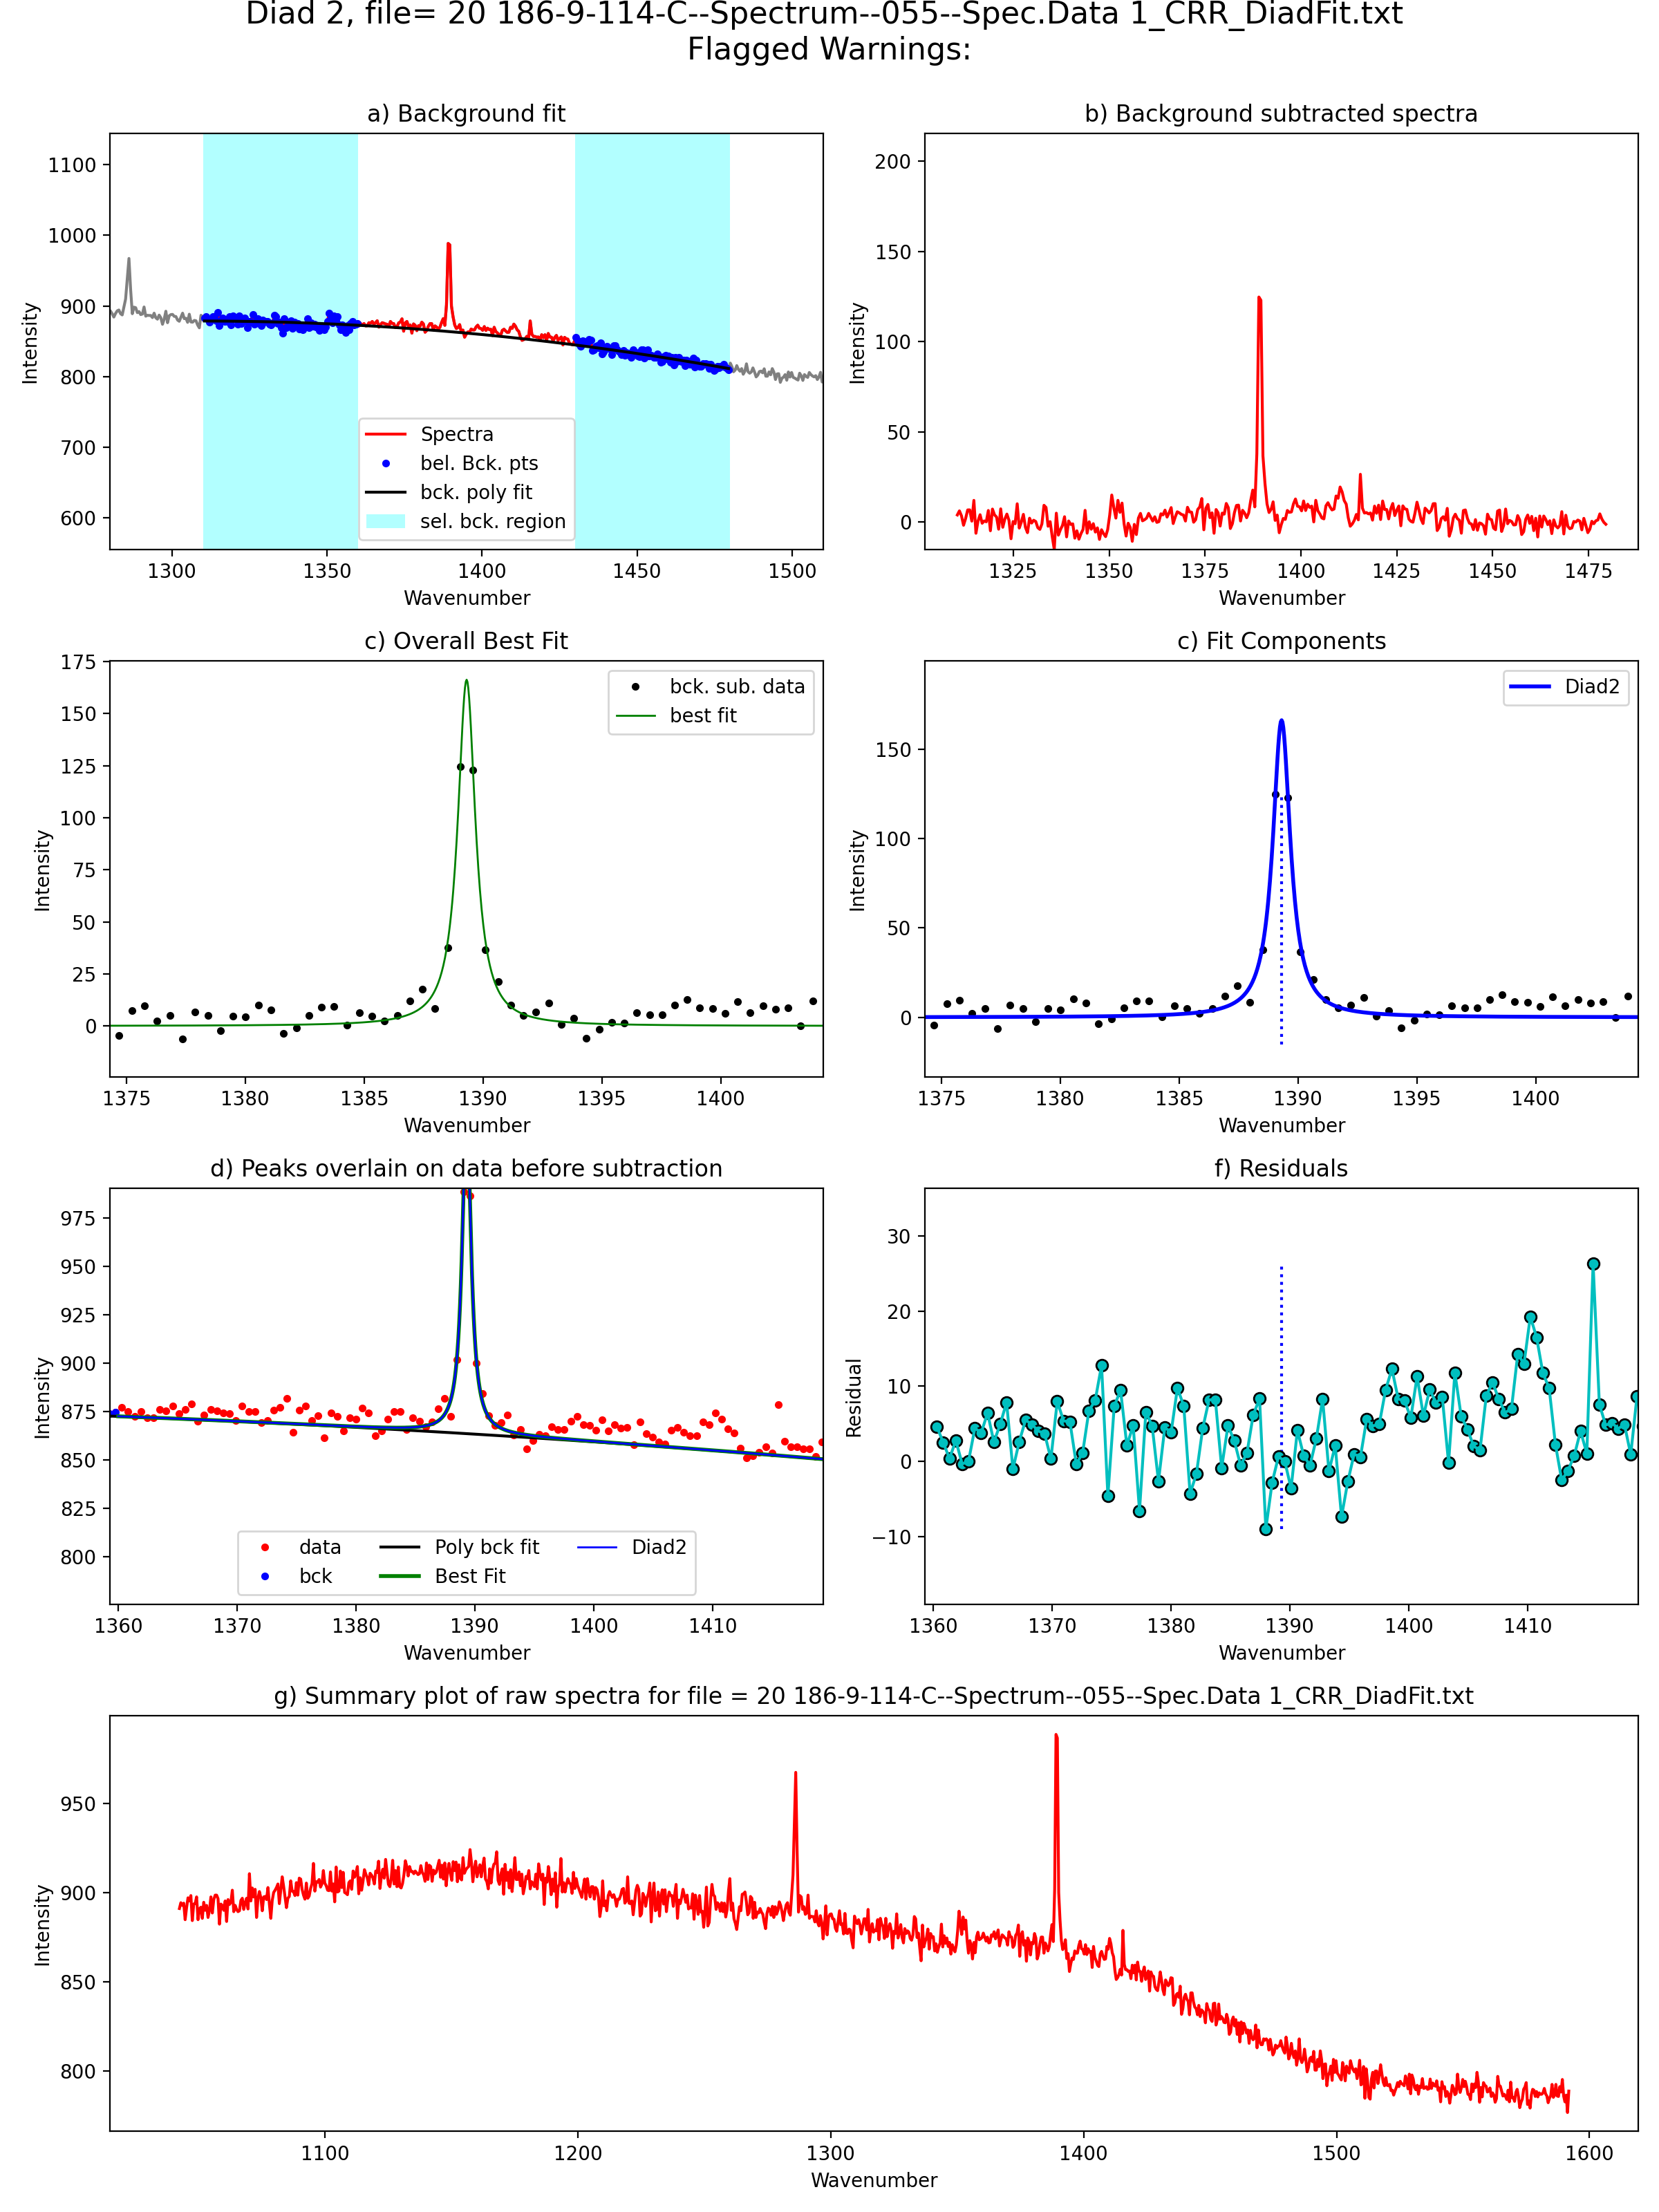 Diad 2, file= 20 186-9-114-C--Spectrum--055--Spec.Data 1_CRR_DiadFit.txt
Flagged Warnings:
a) Background fit
1100
1000
900
800
700
600
Intensity
Spectra
bel. Bck. pts
bck. poly fit
sel. bck. region
1300 1350 1400 1450 1500
Wavenumber
b) Background subtracted spectra
200
150
100
50
0
Intensity
1325 1350 1375 1400 1425 1450 1475
Wavenumber
c) Overall Best Fit
175
150
125
100
75
50
25
0
Intensity
bck. sub. data
best fit
1375 1380 1385 1390 1395 1400
Wavenumber
c) Fit Components
150
100
50
0
Intensity
Diad2
1375 1380 1385 1390 1395 1400
Wavenumber
d) Peaks overlain on data before subtraction
975
950
925
900
875
850
825
800
Intensity
data
bck
Poly bck fit
Best Fit
Diad2
1360 1370 1380 1390 1400 1410
Wavenumber
f) Residuals
30
20
10
0
−10
Residual
1360 1370 1380 1390 1400 1410
Wavenumber
g) Summary plot of raw spectra for file = 20 186-9-114-C--Spectrum--055--Spec.Data 1_CRR_DiadFit.txt
950
900
850
800
Intensity
1100 1200 1300 1400 1500 1600
Wavenumber